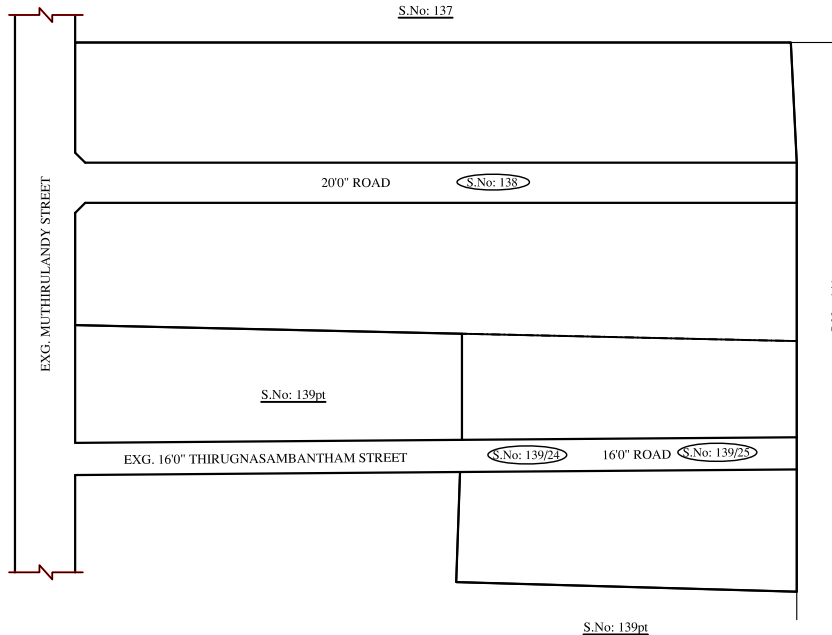 S.No: 137
20'0" ROAD
S.No: 138
EXG. MUTHIRULANDY STREET
S.No: 139pt
EXG. 16'0" THIRUGNASAMBANTHAM STREET
S.No: 139/24
16'0" ROAD
S.No: 139/25
S.No: 139pt